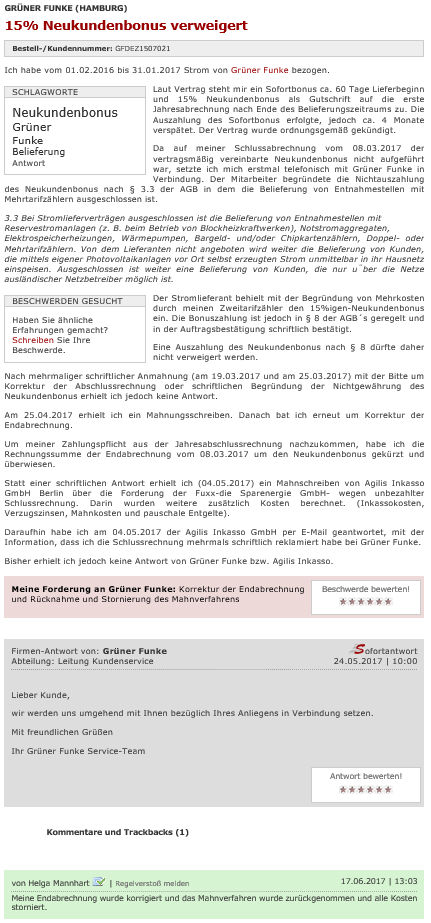 GRÜNER FUNKE (HAMBURG)
15% Neukundenbonus verweigert
Bestell-/Kundennummer: GFDEZ1507021
Ich habe vom 01.02.2016 bis 31.01.2017 Strom von Grüner Funke bezogen.
SCHLAGWORTE
Neukundenbonus
Grüner
Funke
Belieferung
Antwort
Laut Vertrag steht mir ein Sofortbonus ca. 60 Tage Lieferbeginn
und 15% Neukundenbonus als Gutschrift auf die erste
Jahresabrechnung nach Ende des Belieferungszeitraums zu. Die
Auszahlung des Sofortbonus erfolgte, jedoch ca. 4 Monate
verspätet. Der Vertrag wurde ordnungsgemäß gekündigt.
Da auf meiner Schlussabrechnung vom 08.03.2017 der
vertragsmäßig vereinbarte Neukundenbonus nicht aufgeführt
war, setzte ich mich erstmal telefonisch mit Grüner Funke in
Verbindung. Der Mitarbeiter begründete die Nichtauszahlung
des Neukundenbonus nach § 3.3 der AGB in dem die Belieferung von Entnahmestellen mit
Mehrtarifzählern ausgeschlossen ist.
3.3 Bei Stromlieferverträgen ausgeschlossen ist die Belieferung von Entnahmestellen mit
Reservestromanlagen (z. B. beim Betrieb von Blockheizkraftwerken), Notstromaggregaten,
Elektrospeicherheizungen, Wärmepumpen, Bargeld- und/oder Chipkartenzählern, Doppel- oder
Mehrtarifzählern. Von dem Lieferanten nicht angeboten wird weiter die Belieferung von Kunden,
die mittels eigener Photovoltaikanlagen vor Ort selbst erzeugten Strom unmittelbar in ihr Hausnetz
einspeisen. Ausgeschlossen ist weiter eine Belieferung von Kunden, die nur u¨ber die Netze
ausländischer Netzbetreiber möglich ist.
BESCHWERDEN GESUCHT
Haben Sie ähnliche
Erfahrungen gemacht?
Schreiben Sie Ihre
Beschwerde.
Der Stromlieferant behielt mit der Begründung von Mehrkosten
durch meinen Zweitarifzähler den 15%igen-Neukundenbonus
ein. Die Bonuszahlung ist jedoch in § 8 der AGB´s geregelt und
in der Auftragsbestätigung schriftlich bestätigt.
Eine Auszahlung des Neukundenbonus nach § 8 dürfte daher
nicht verweigert werden.
Nach mehrmaliger schriftlicher Anmahnung (am 19.03.2017 und am 25.03.2017) mit der Bitte um
Korrektur der Abschlussrechnung oder schriftlichen Begründung der Nichtgewährung des
Neukundenbonus erhielt ich jedoch keine Antwort.
Am 25.04.2017 erhielt ich ein Mahnungsschreiben. Danach bat ich erneut um Korrektur der
Endabrechnung.
Um meiner Zahlungspflicht aus der Jahresabschlussrechnung nachzukommen, habe ich die
Rechnungssumme der Endabrechnung vom 08.03.2017 um den Neukundenbonus gekürzt und
überwiesen.
Statt einer schriftlichen Antwort erhielt ich (04.05.2017) ein Mahnschreiben von Agilis Inkasso
GmbH Berlin über die Forderung der Fuxx-die Sparenergie GmbH- wegen unbezahlter
Schlussrechnung. Darin wurden weitere zusätzlich Kosten berechnet. (Inkassokosten,
Verzugszinsen, Mahnkosten und pauschale Entgelte).
Daraufhin habe ich am 04.05.2017 der Agilis Inkasso GmbH per E-Mail geantwortet, mit der
Information, dass ich die Schlussrechnung mehrmals schriftlich reklamiert habe bei Grüner Funke.
Bisher erhielt ich jedoch keine Antwort von Grüner Funke bzw. Agilis Inkasso.
Meine Forderung an Grüner Funke: Korrektur der Endabrechnung
und Rücknahme und Stornierung des Mahnverfahrens
Beschwerde bewerten!
Firmen-Antwort von: Grüner Funke
Abteilung: Leitung Kundenservice
Sofortantwort
24.05.2017 | 10:00
Lieber Kunde,
wir werden uns umgehend mit Ihnen bezüglich Ihres Anliegens in Verbindung setzen.
Mit freundlichen Grüßen
Ihr Grüner Funke Service-Team
Antwort bewerten!
Kommentare und Trackbacks (1)
von Helga Mannhart | Regelverstoß melden
17.06.2017 | 13:03
Meine Endabrechnung wurde korrigiert und das Mahnverfahren wurde zurückgenommen und alle Kosten
storniert.